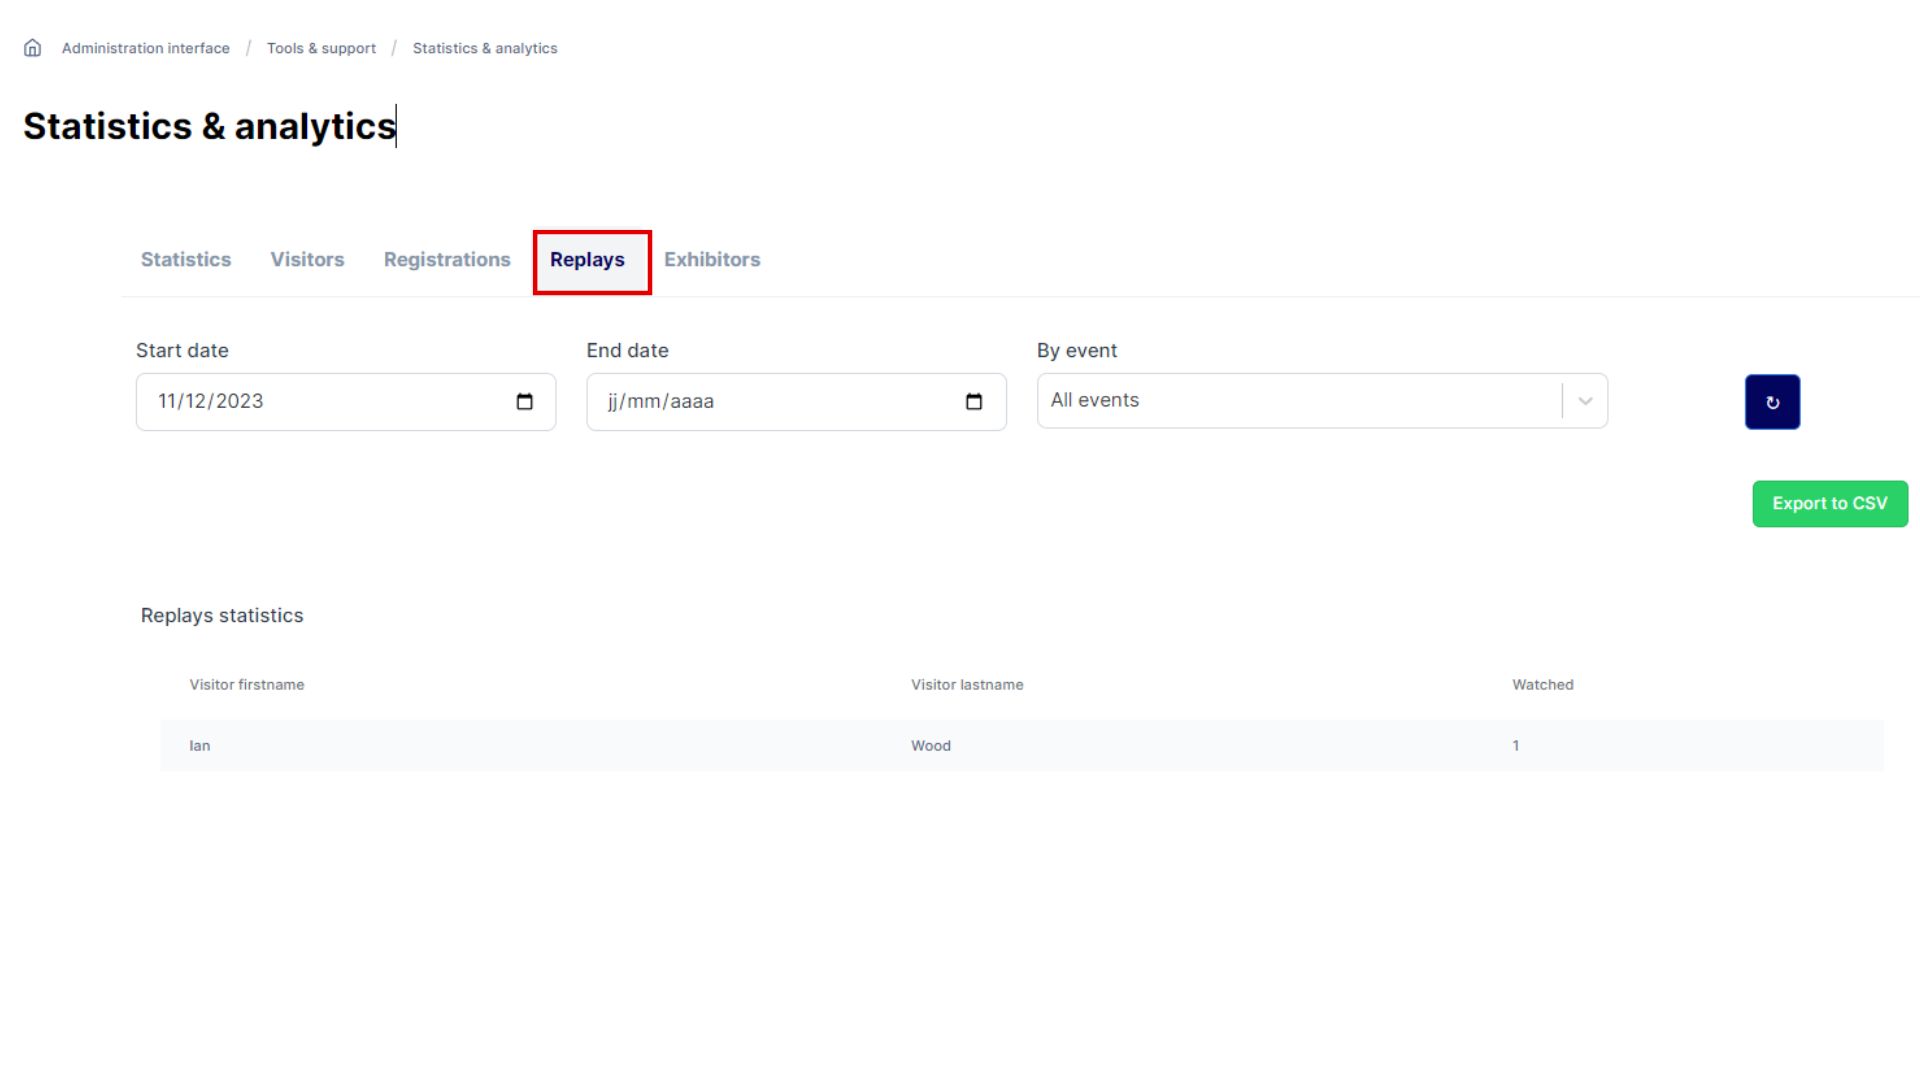 Administration interface / Tools & support / Statistics & analytics
Statistics & analytics
Statistics Visitors Registrations Replays Exhibitors
Start date End date By event
11/12/2023 jj/mm/aaaa All events
↻
Export to CSV
Replays statistics
Visitor firstname Visitor lastname Watched
Ian Wood 1